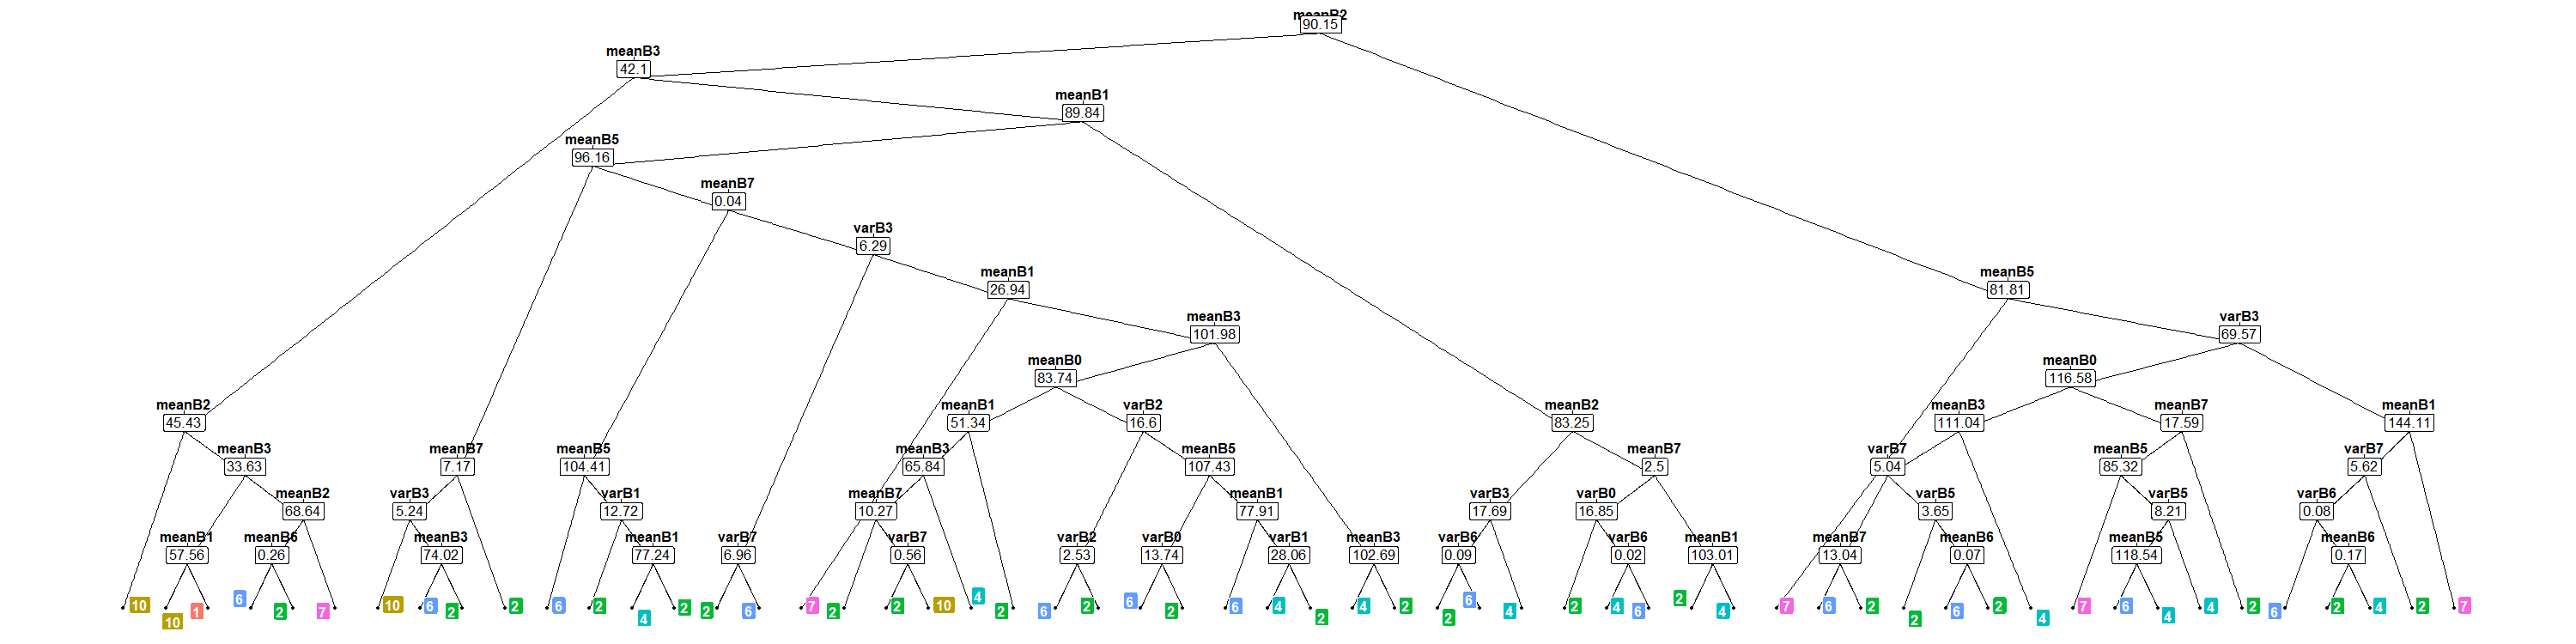 meanB2
90.15
meanB3
42.1
meanB1
89.84
meanB5
96.16
meanB7
0.04
varB3
6.29
meanB1
26.94
meanB5
81.81
meanB3
101.98
varB3
69.57
meanB0
83.74
meanB0
116.58
meanB2
45.43
meanB1
51.34
varB2
16.6
meanB2
83.25
meanB3
111.04
meanB7
17.59
meanB1
144.11
meanB3
33.63
meanB7
7.17
meanB5
104.41
meanB3
65.84
meanB5
107.43
meanB7
2.5
varB7
5.04
meanB5
85.32
varB7
5.62
meanB2
68.64
varB3
5.24
varB1
12.72
meanB7
10.27
meanB1
77.91
varB3
17.69
varB0
16.85
varB5
3.65
varB5
8.21
varB6
0.08
meanB1
57.56
meanB6
0.26
meanB3
74.02
meanB1
77.24
varB7
6.96
varB7
0.56
varB2
2.53
varB0
13.74
varB1
28.06
meanB3
102.69
varB6
0.09
varB6
0.02
meanB1
103.01
meanB7
13.04
meanB6
0.07
meanB5
118.54
meanB6
0.17
10
10
1
6
2
7
10
6
2
2
6
2
4
2
2
6
7
2
2
10
4
2
6
2
6
2
6
4
2
4
2
2
6
4
2
4
6
2
4
7
6
2
2
6
2
4
7
6
4
4
2
6
2
4
2
7